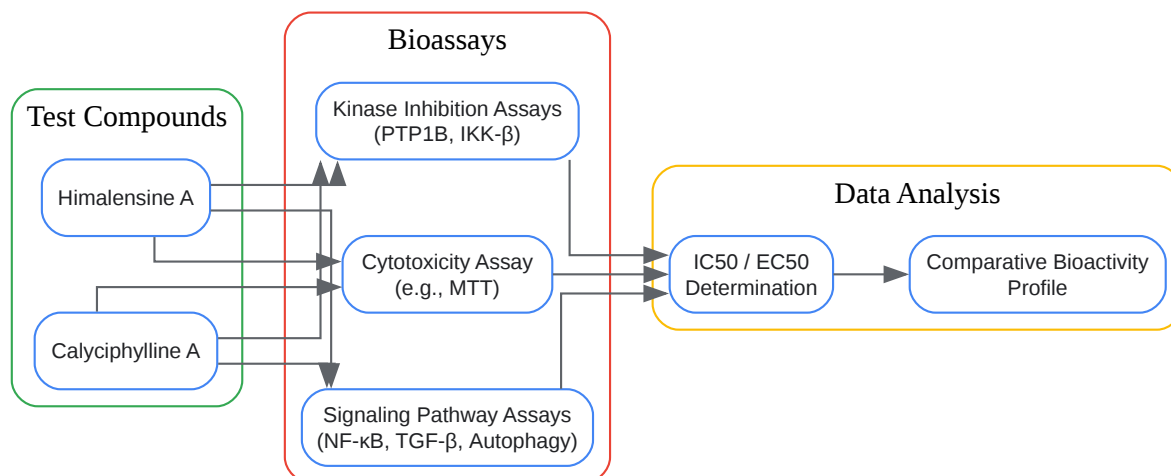 Test Compounds
Himalensine A
Calyciphylline A
Bioassays
Kinase Inhibition Assays
(PTP1B, IKK-β)
Cytotoxicity Assay
(e.g., MTT)
Signaling Pathway Assays
(NF-κB, TGF-β, Autophagy)
Data Analysis
IC50 / EC50
Determination
Comparative Bioactivity
Profile